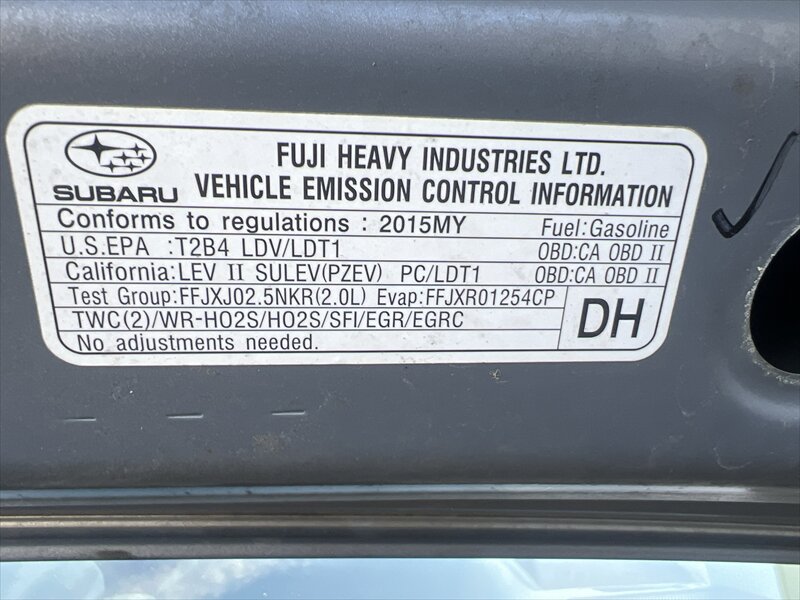 SUBARU
FUJI HEAVY INDUSTRIES LTD.
VEHICLE EMISSION CONTROL INFORMATION
Conforms to regulations : 2015MY Fuel:Gasoline
U.S.EPA :T2B4 LDV/LDT1 OBD:CA OBD II
California:LEV II SULEV(PZEV) PC/LDT1 OBD:CA OBD II
Test Group:FFJXJ02.5NKR(2.0L) Evap:FFJXR01254CP
TWC(2)/WR-HO2S/HO2S/SFI/EGR/EGRC
No adjustments needed.
DH